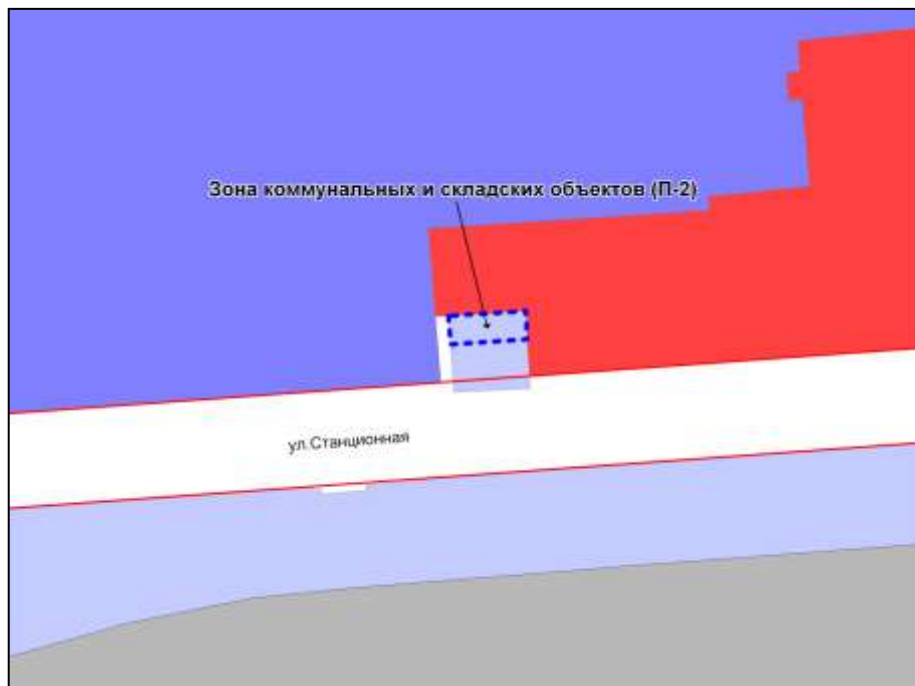 Зона коммунальных и складских объектов (П-2)
ул.Станционная